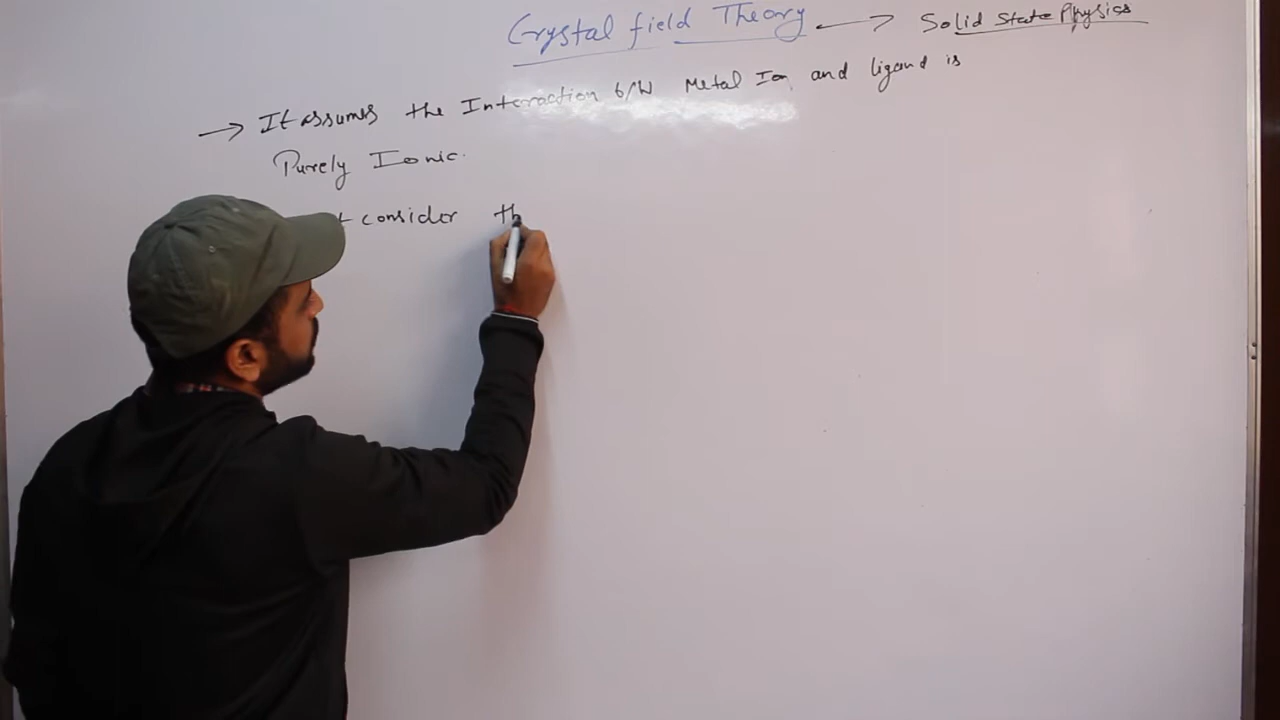 Crystal field Theory → Solid State Physics
→ It assumes the Interaction b/w Metal Ion and ligand is
Purely Ionic.
consider th